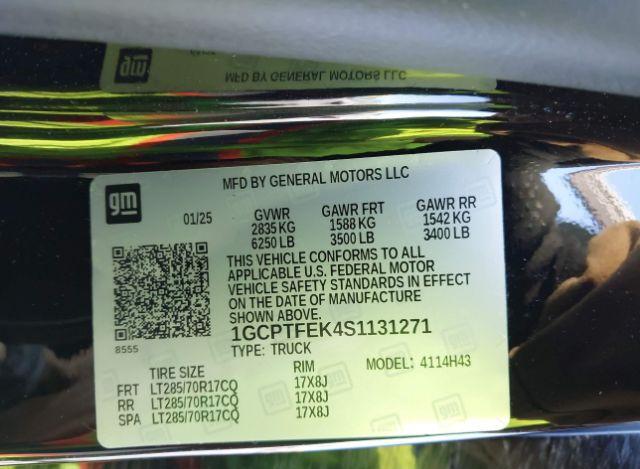 gm
MFD BY GENERAL MOTORS LLC
gm
MFD BY GENERAL MOTORS LLC
01/25
GVWR GAWR FRT GAWR RR
2835 KG 1588 KG 1542 KG
6250 LB 3500 LB 3400 LB
THIS VEHICLE CONFORMS TO ALL
APPLICABLE U.S. FEDERAL MOTOR
VEHICLE SAFETY STANDARDS IN EFFECT
ON THE DATE OF MANUFACTURE
SHOWN ABOVE.
8555
1GCPTFEK4S1131271
TYPE: TRUCK
MODEL: 4114H43
TIRE SIZE RIM
FRT LT285/70R17CQ 17X8J
RR LT285/70R17CQ 17X8J
SPA LT285/70R17CQ 17X8J